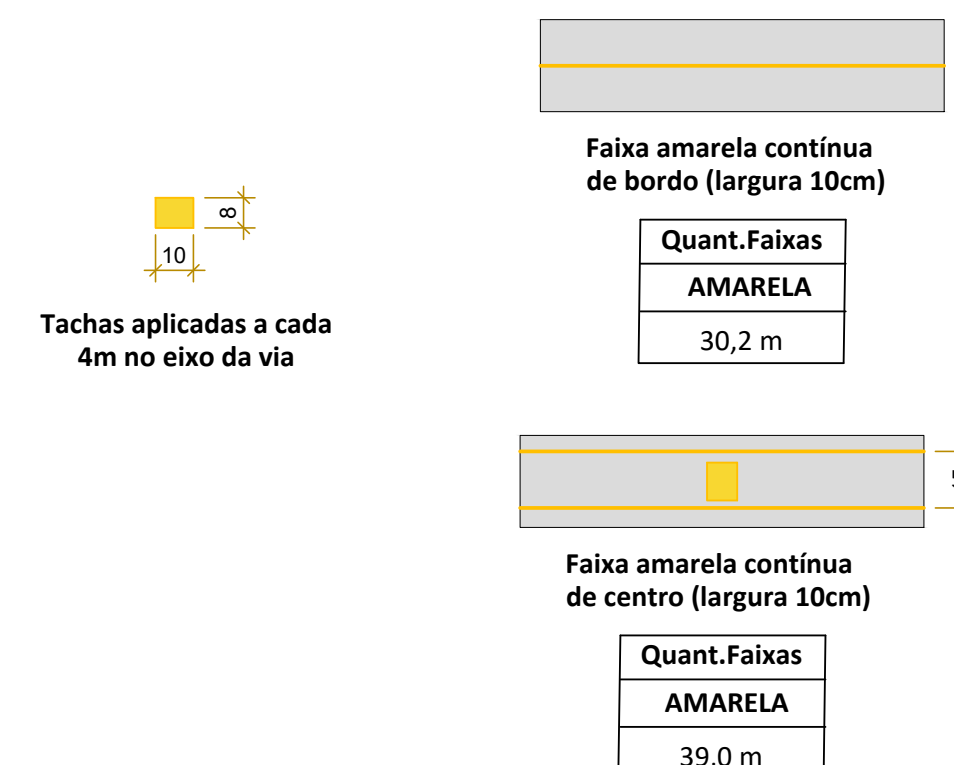 8
10
Tachas aplicadas a cada
4m no eixo da via
Faixa amarela contínua
de bordo (largura 10cm)
Quant.Faixas
AMARELA
30,2 m
5
Faixa amarela contínua
de centro (largura 10cm)
Quant.Faixas
AMARELA
39,0 m